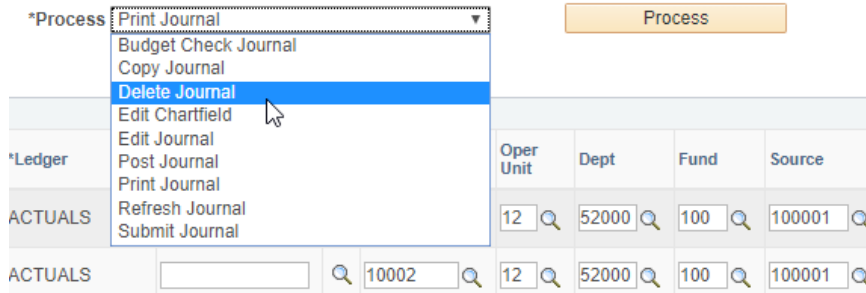 *Process Print Journal Process
Budget Check Journal
Copy Journal
Delete Journal
Edit Chartfield
Edit Journal
Post Journal
Print Journal
Refresh Journal
Submit Journal
*Ledger Oper Unit Dept Fund Source
ACTUALS 12 52000 100 100001
ACTUALS 10002 12 52000 100 100001